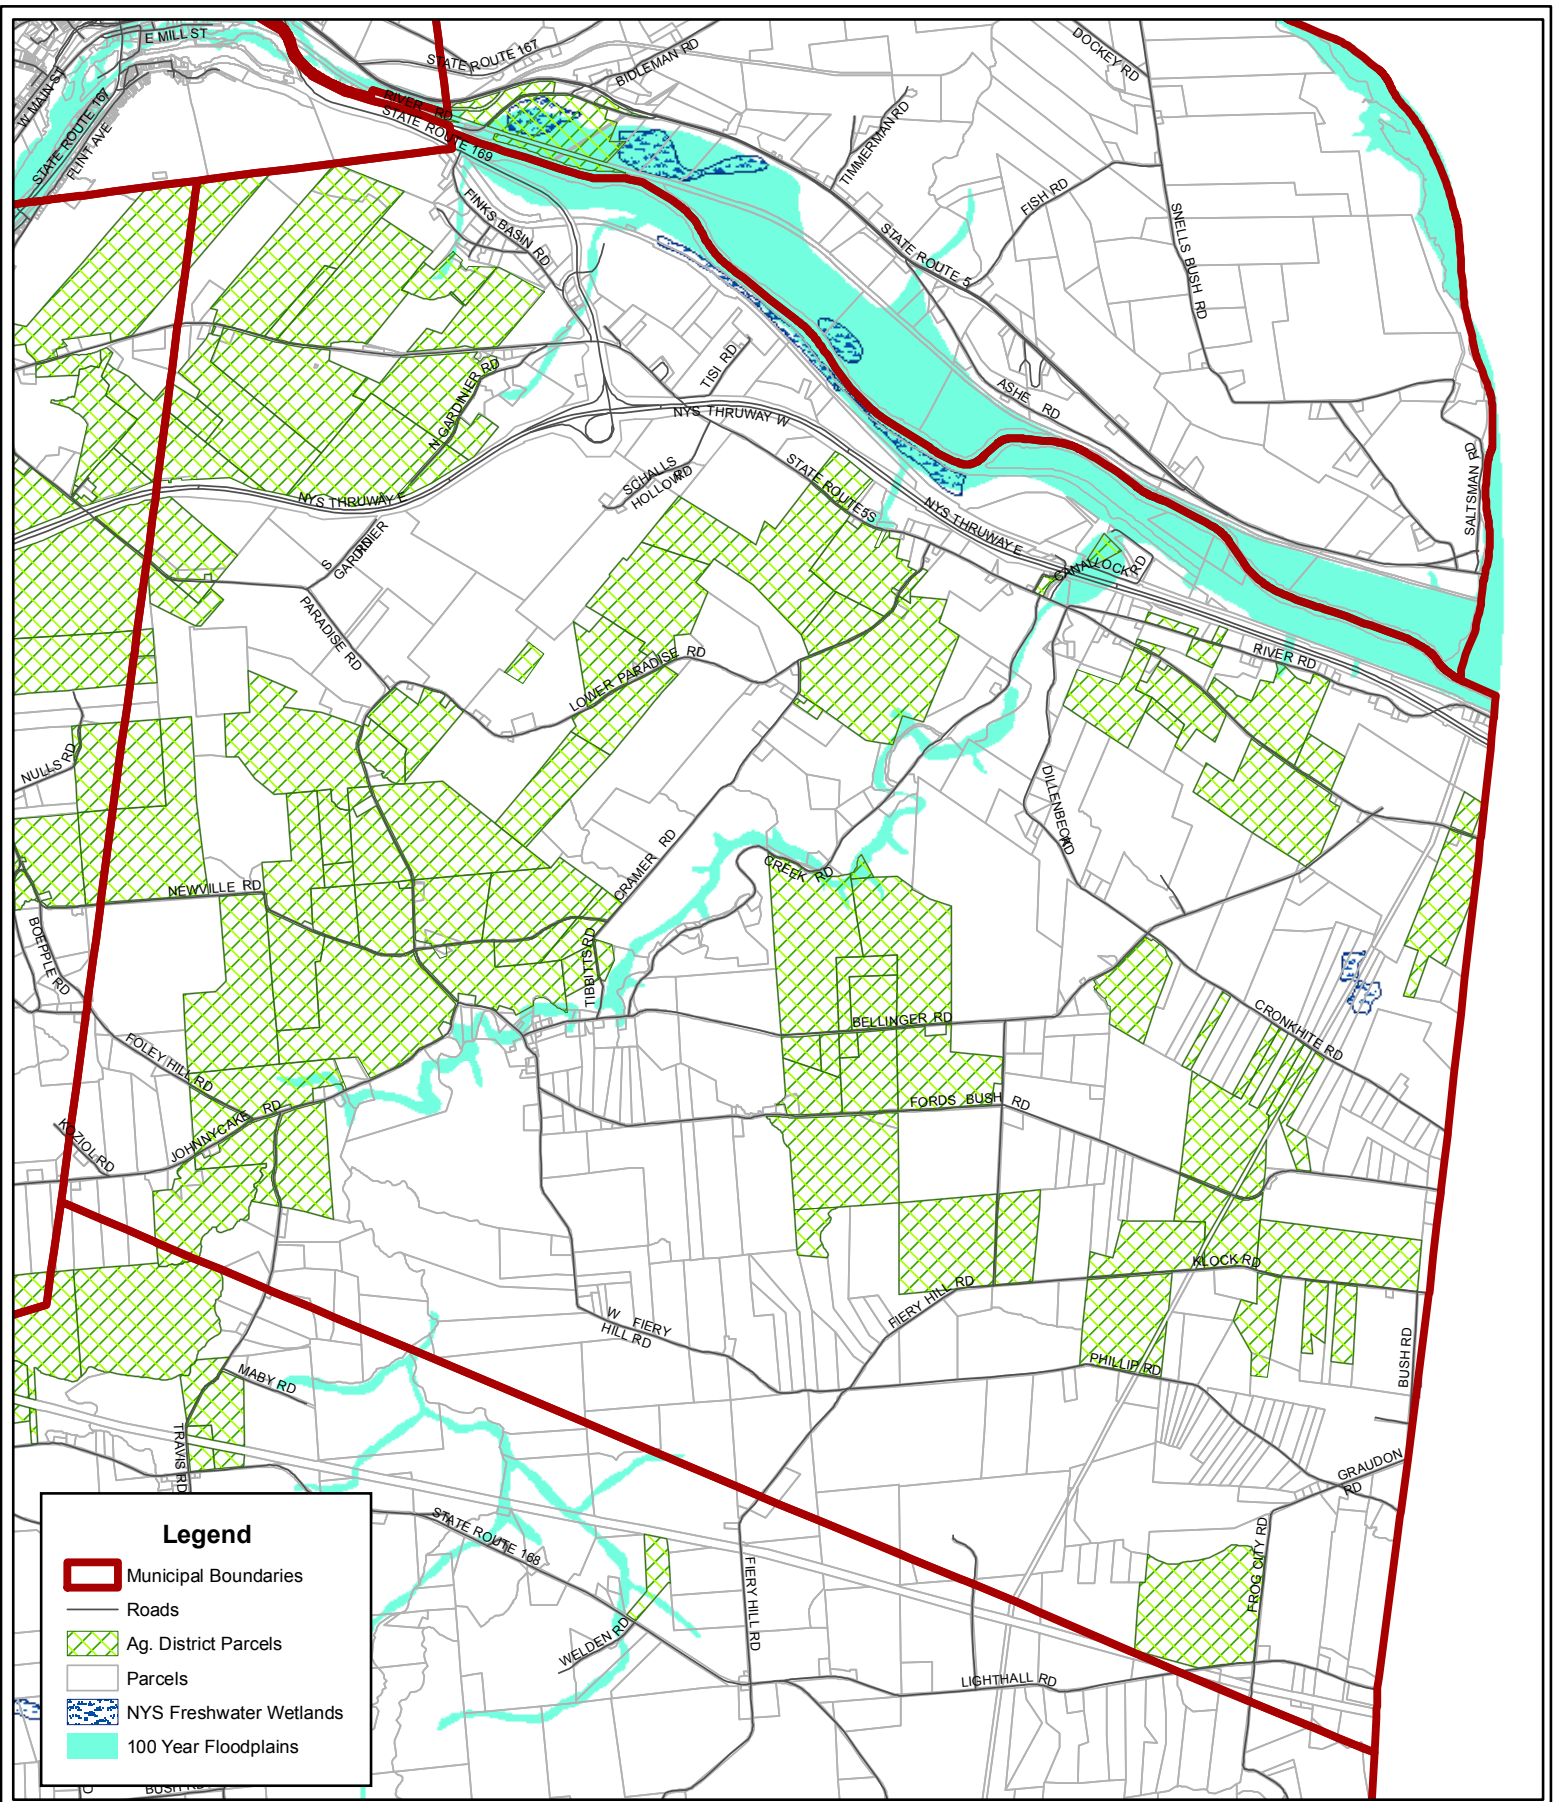 E MILL ST
STATE ROUTE 167
BIDLEMAN RD
DOCKEY RD
W MAIN ST
STATE ROUTE 167
FLINT AVE
RIVER RD
STATE ROUTE 169
TIMMERMAN RD
FISH RD
FINKS BASIN RD
STATE ROUTE 5
SNELLS BUSH RD
N GARDINIER RD
TISI RD
ASHE RD
NYS THRUWAY W
SCHALLS
HOLLOW RD
STATE ROUTE 5S
NYS THRUWAY E
NYS THRUWAY E
SALTSMAN RD
S
GARDINIER
RD
CANAL LOCK RD
PARADISE RD
LOWER PARADISE RD
RIVER RD
NULLS RD
DILLENBECK
RD
CRAMER RD
CREEK RD
NEWVILLE RD
BOEPPLE RD
TIBBITTS RD
BELLINGER RD
CRONKHITE RD
FOLEY HILL RD
JOHNNYCAKE RD
FORDS BUSH RD
KOZIOL RD
KLOCK RD
FIERY HILL RD
W FIERY
HILL RD
MABY RD
PHILLIP RD
BUSH RD
TRAVIS RD
GRAUDON
RD
STATE ROUTE 168
FROG CITY RD
FIERY HILL RD
WELDEN RD
LIGHTHALL RD
Legend
Municipal Boundaries
Roads
Ag. District Parcels
Parcels
NYS Freshwater Wetlands
100 Year Floodplains
BUSH RD